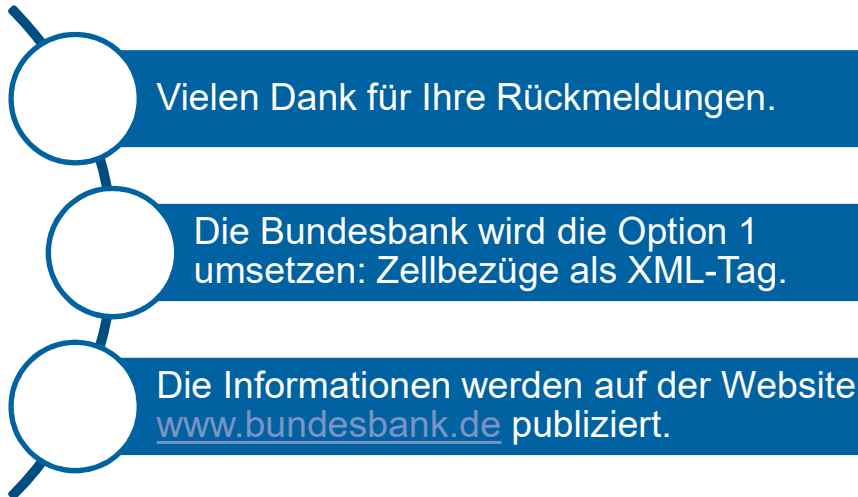 Vielen Dank für Ihre Rückmeldungen.
Die Bundesbank wird die Option 1
umsetzen: Zellbezüge als XML-Tag.
Die Informationen werden auf der Website
www.bundesbank.de publiziert.